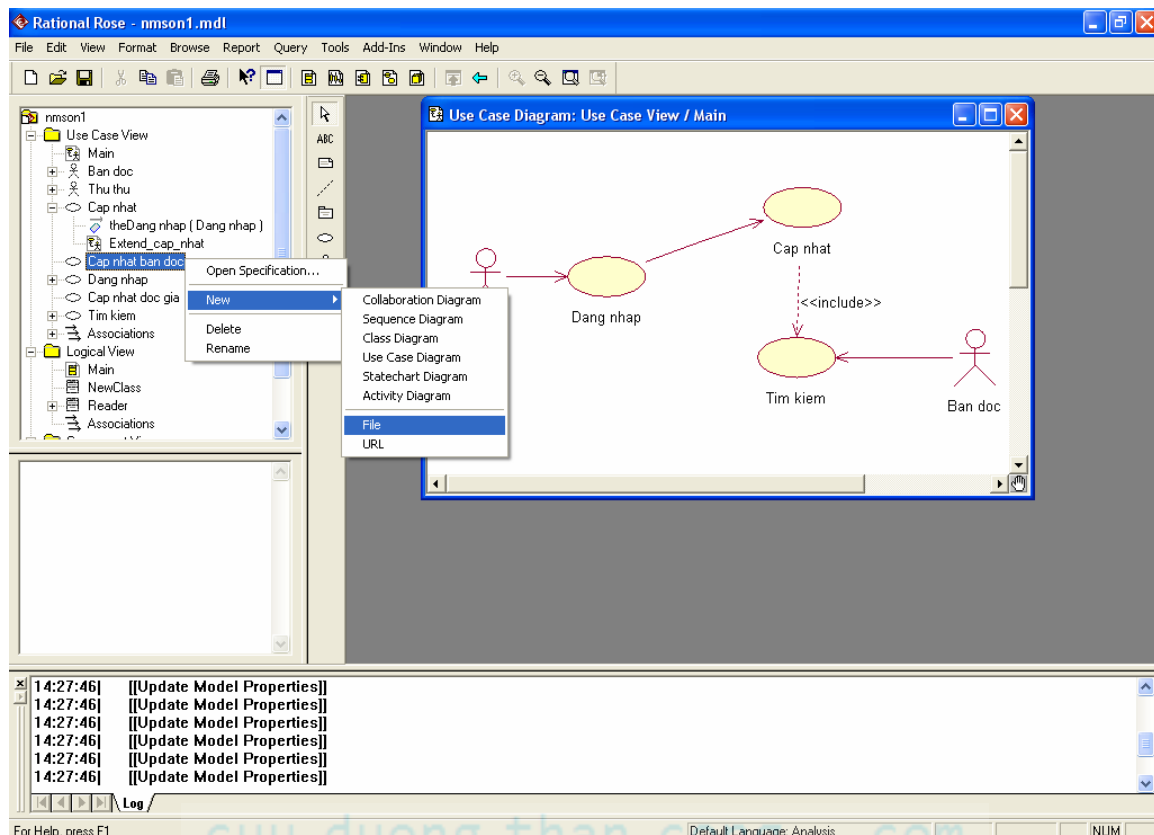 Rational Rose - nmson1.mdl
File Edit View Format Browse Report Query Tools Add-Ins Window Help
nmson1
Use Case View
Main
Ban doc
Thu thu
Cap nhat
theDang nhap ( Dang nhap )
Extend_cap_nhat
Cap nhat ban doc
Dang nhap
Cap nhat doc gia
Tim kiem
Associations
Logical View
Main
NewClass
Reader
Associations
ABC
Open Specification...
New
Delete
Rename
Collaboration Diagram
Sequence Diagram
Class Diagram
Use Case Diagram
Statechart Diagram
Activity Diagram
File
URL
Use Case Diagram: Use Case View / Main
Cap nhat
Dang nhap
<<include>>
Tim kiem
Ban doc
14:27:46| [[Update Model Properties]]
14:27:46| [[Update Model Properties]]
14:27:46| [[Update Model Properties]]
14:27:46| [[Update Model Properties]]
14:27:46| [[Update Model Properties]]
14:27:46| [[Update Model Properties]]
Log
For Help, press F1
Default Language: Analysis
NUM